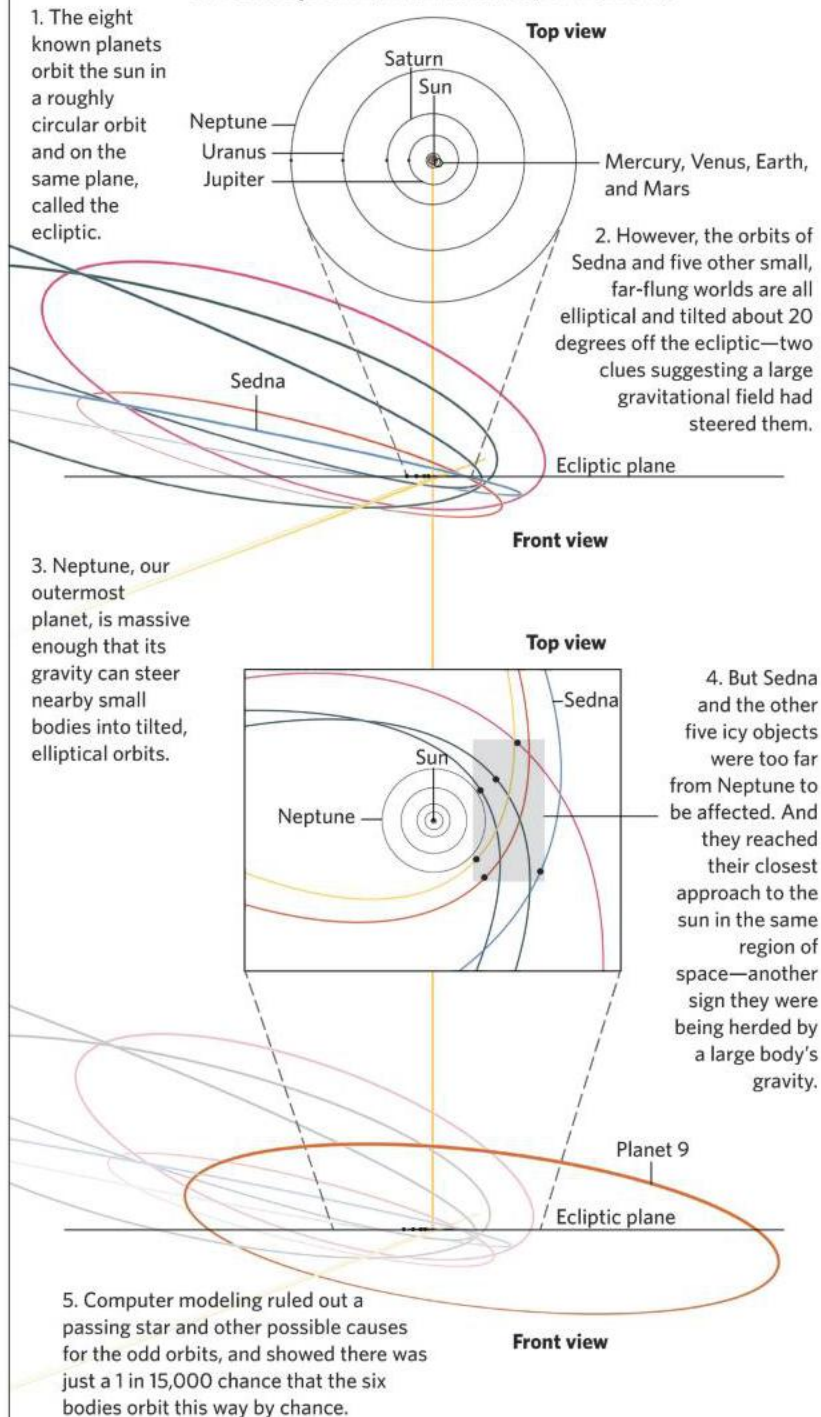 1. The eight
known planets
orbit the sun in
a roughly
circular orbit
and on the
same plane,
called the
ecliptic.
Top view
Saturn
Sun
Neptune
Uranus
Jupiter
Mercury, Venus, Earth,
and Mars
2. However, the orbits of
Sedna and five other small,
far-flung worlds are all
elliptical and tilted about 20
degrees off the ecliptic—two
clues suggesting a large
gravitational field had
steered them.
Sedna
Ecliptic plane
Front view
3. Neptune, our
outermost
planet, is massive
enough that its
gravity can steer
nearby small
bodies into tilted,
elliptical orbits.
Top view
Sedna
Sun
Neptune
4. But Sedna
and the other
five icy objects
were too far
from Neptune to
be affected. And
they reached
their closest
approach to the
sun in the same
region of
space—another
sign they were
being herded by
a large body's
gravity.
Planet 9
Ecliptic plane
5. Computer modeling ruled out a
passing star and other possible causes
for the odd orbits, and showed there was
just a 1 in 15,000 chance that the six
bodies orbit this way by chance.
Front view